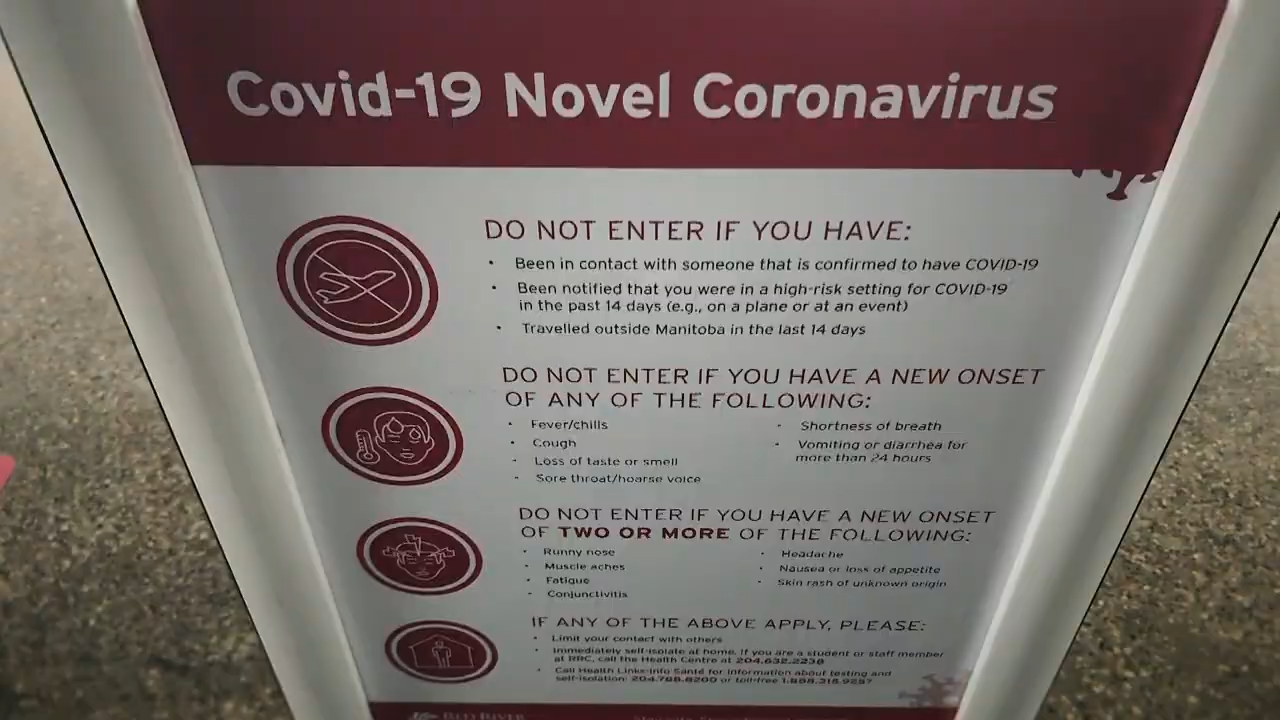 Covid-19 Novel Coronavirus
DO NOT ENTER IF YOU HAVE:
• Been in contact with someone that is confirmed to have COVID-19
• Been notified that you were in a high-risk setting for COVID-19
in the past 14 days (e.g., on a plane or at an event)
• Travelled outside Manitoba in the last 14 days
DO NOT ENTER IF YOU HAVE A NEW ONSET
OF ANY OF THE FOLLOWING:
• Fever/chills
• Cough
• Loss of taste or smell
• Sore throat/hoarse voice
• Shortness of breath
• Vomiting or diarrhea for
more than 24 hours
DO NOT ENTER IF YOU HAVE A NEW ONSET
OF TWO OR MORE OF THE FOLLOWING:
• Runny nose
• Muscle aches
• Fatigue
• Conjunctivitis
• Headache
• Nausea or loss of appetite
• Skin rash of unknown origin
IF ANY OF THE ABOVE APPLY, PLEASE:
• Limit your contact with others
• Immediately self-isolate at home. If you are a student or staff member
at RRC, call the Health Centre at 204.632.2238
• Call Health Links-Info Santé for information about testing and
self-isolation: 204.788.8200 or toll-free
RED RIVER